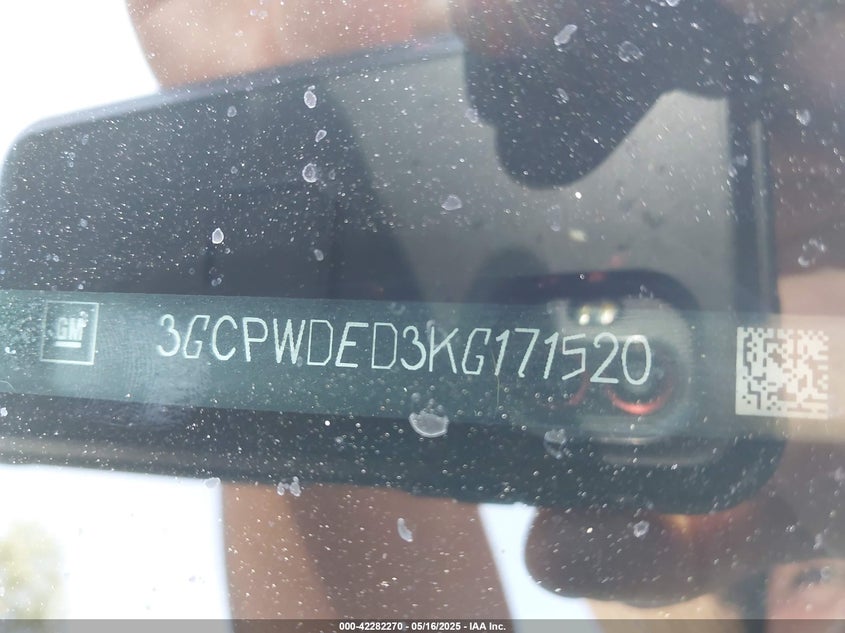 GM
3GCPWDED3KG171520
000-42282270 - 05/16/2025 - IAA Inc.